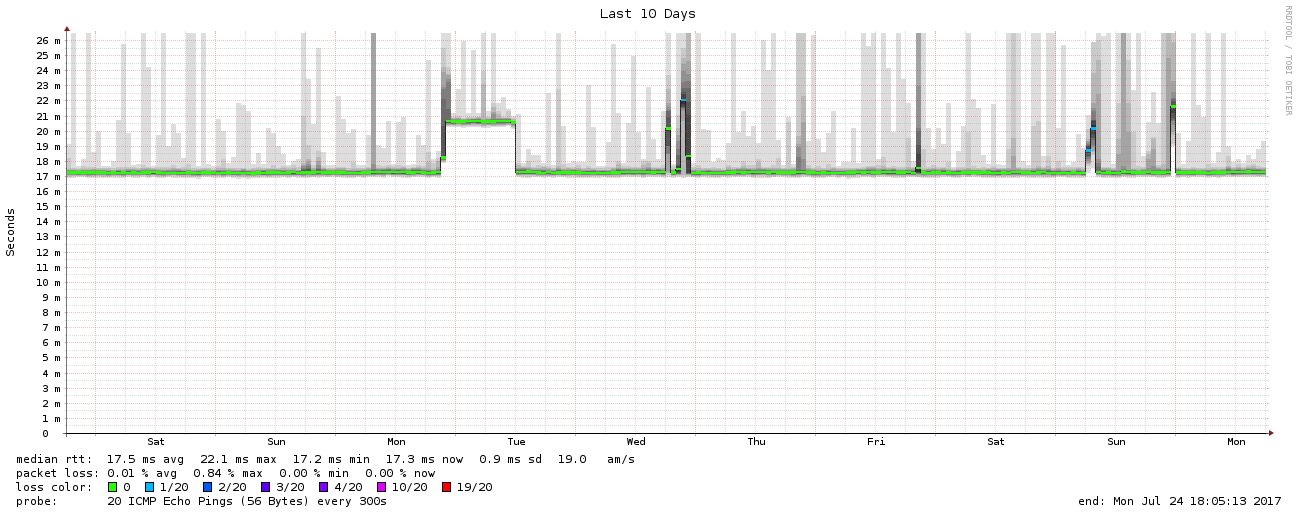 Last 10 Days
RRDTOOL / TOBI OETIKER
Seconds
26 m
25 m
24 m
23 m
22 m
21 m
20 m
19 m
18 m
17 m
16 m
15 m
14 m
13 m
12 m
11 m
10 m
9 m
8 m
7 m
6 m
5 m
4 m
3 m
2 m
1 m
0
Sat Sun Mon Tue Wed Thu Fri Sat Sun Mon
median rtt: 17.5 ms avg 22.1 ms max 17.2 ms min 17.3 ms now 0.9 ms sd 19.0 am/s
packet loss: 0.01 % avg 0.84 % max 0.00 % min 0.00 % now
loss color: 0 1/20 2/20 3/20 4/20 10/20 19/20
probe: 20 ICMP Echo Pings (56 Bytes) every 300s end: Mon Jul 24 18:05:13 2017